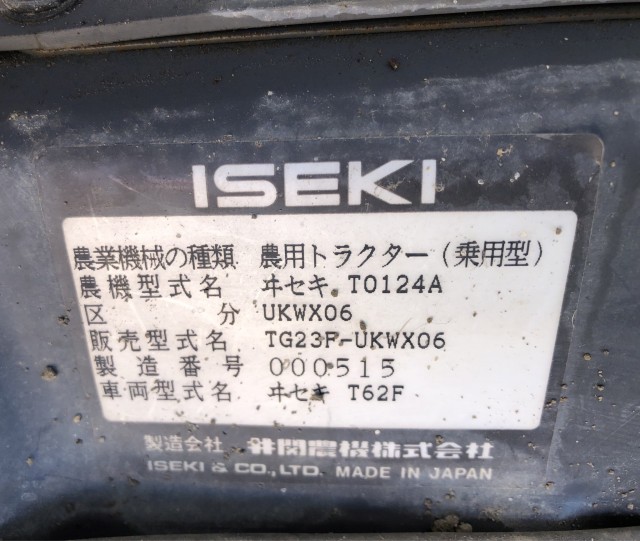 ISEKI
農業機械の種類 農用トラクター(乗用型)
農機型式名 ヰセキ TO124A
区分 UKWX06
販売型式名 TG23F-UKWX06
製造番号 000515
車両型式名 ヰセキ T62F
製造会社 井関農機株式会社
ISEKI & CO., LTD. MADE IN JAPAN